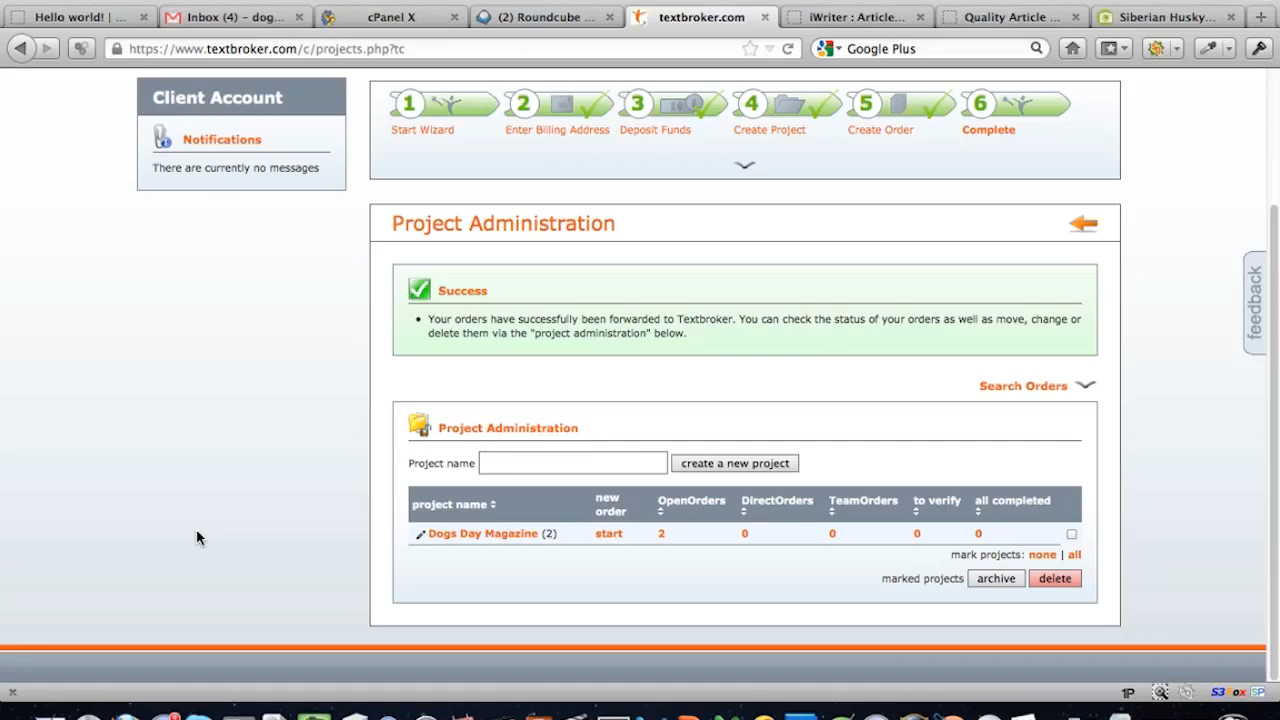 Hello world! | ...
Inbox (4) – dog...
cPanel X
(2) Roundcube ...
textbroker.com
iWriter : Article...
Quality Article ...
Siberian Husky,...
https://www.textbroker.com/c/projects.php?tc
Google Plus
Client Account
Notifications
There are currently no messages
1 2 3 4 5 6
Start Wizard
Enter Billing Address
Deposit Funds
Create Project
Create Order
Complete
Project Administration
Success
• Your orders have successfully been forwarded to Textbroker. You can check the status of your orders as well as move, change or
delete them via the "project administration" below.
feedback
Search Orders
Project Administration
Project name
create a new project
project name new order OpenOrders DirectOrders TeamOrders to verify all completed
Dogs Day Magazine (2) start 2 0 0 0 0
mark projects: none | all
marked projects archive delete
1P
S3Fox SP